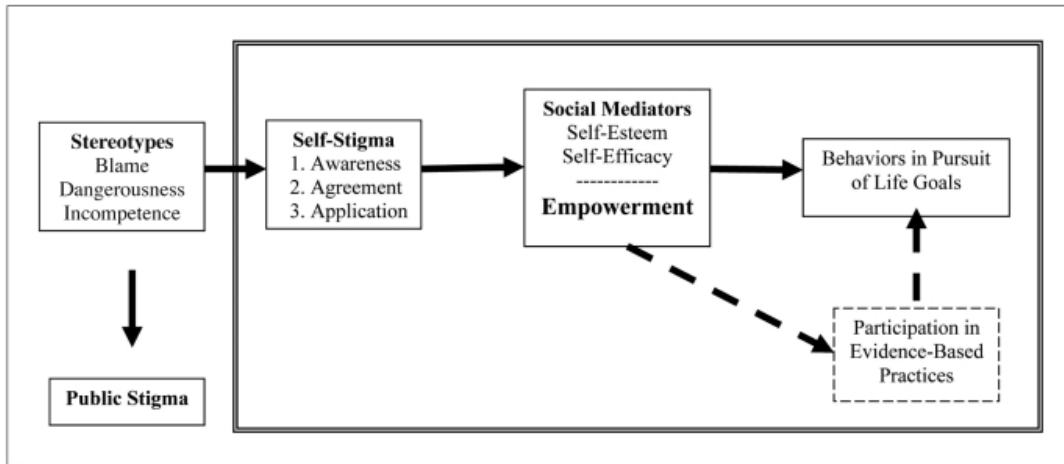 Stereotypes
Blame
Dangerousness
Incompetence
Public Stigma
Self-Stigma
1. Awareness
2. Agreement
3. Application
Social Mediators
Self-Esteem
Self-Efficacy
------------
Empowerment
Behaviors in Pursuit
of Life Goals
Participation in
Evidence-Based
Practices